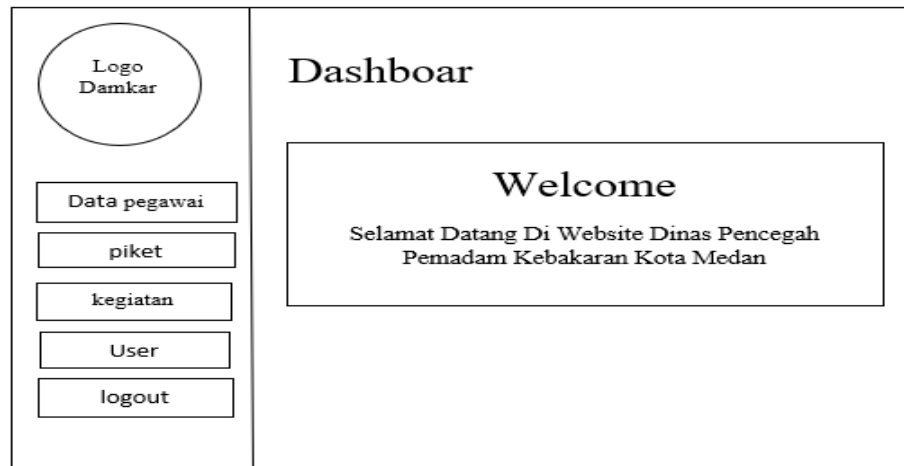 Logo
Damkar
Data pegawai
piket
kegiatan
User
logout
Dashboar
Welcome
Selamat Datang Di Website Dinas Pencegah
Pemadam Kebakaran Kota Medan